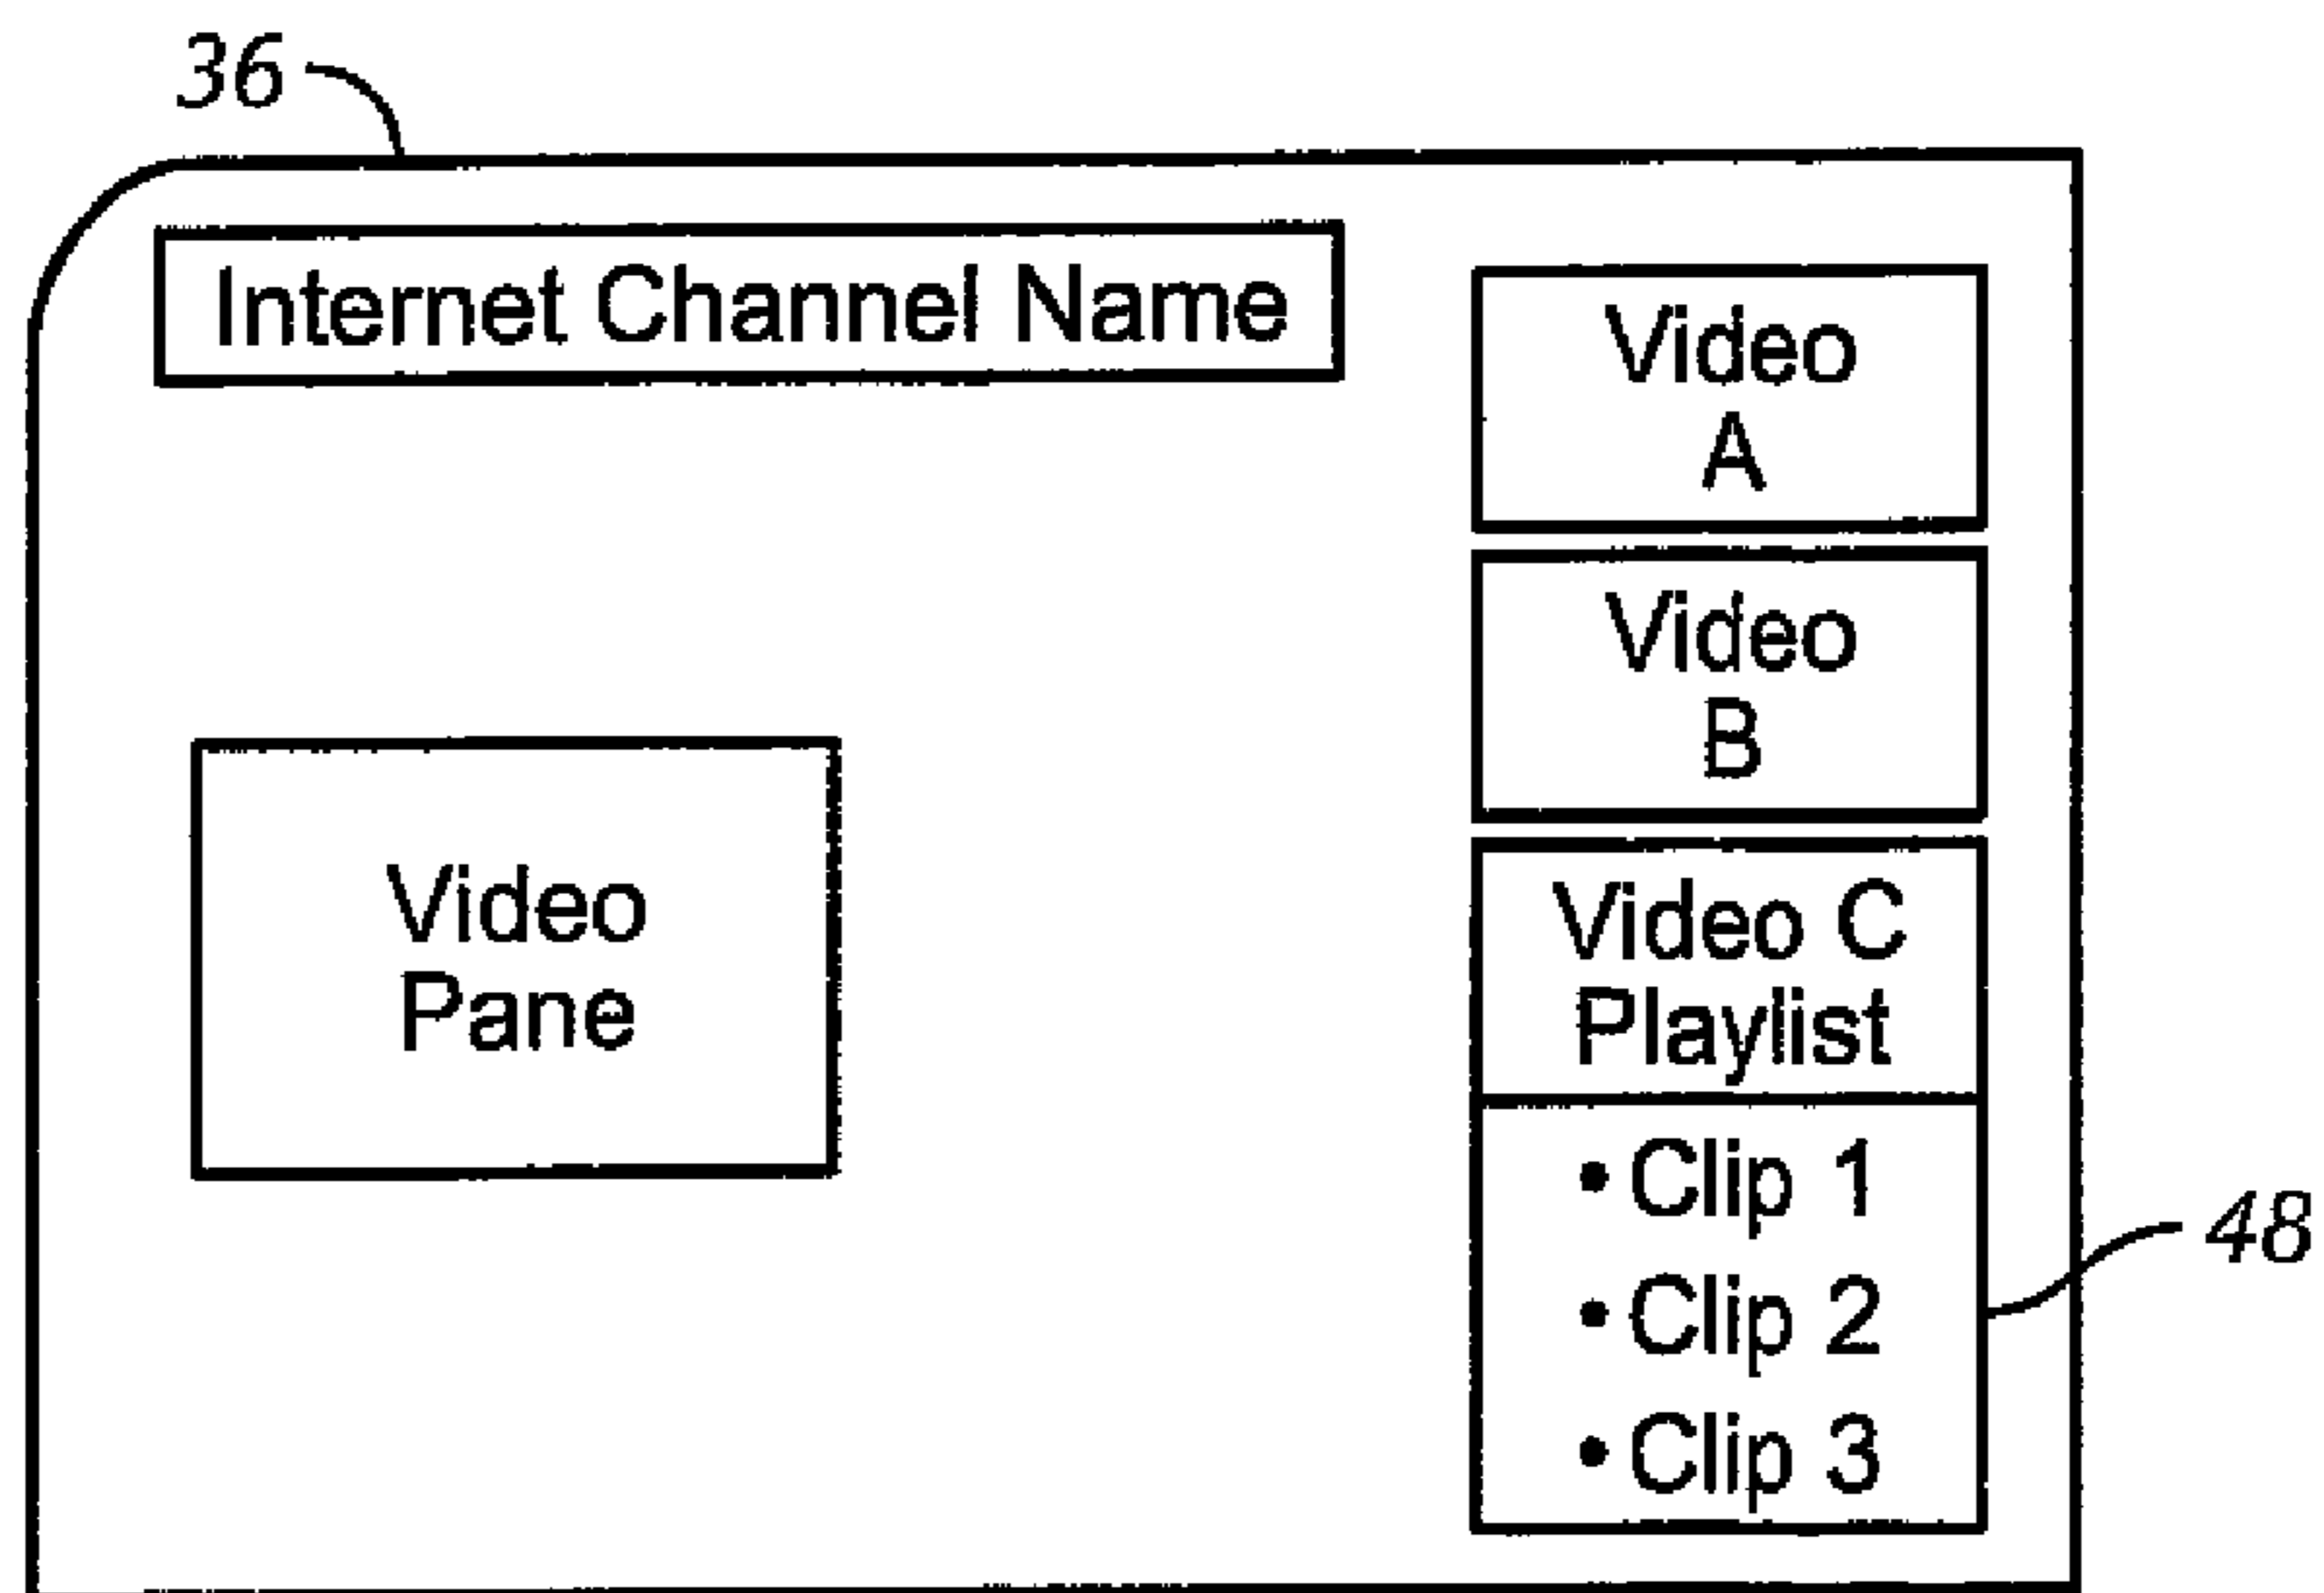 36
Internet Channel Name
Video
A
Video
B
Video
Pane
Video C
Playlist
• Clip 1
• Clip 2
• Clip 3
48